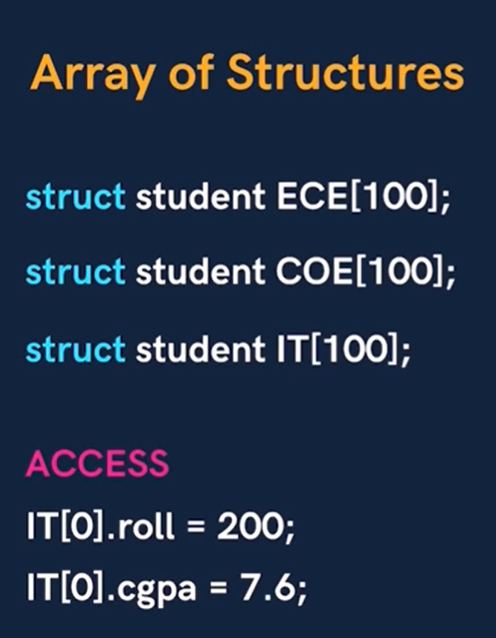 Array of Structures
struct student ECE[100];
struct student COE[100];
struct student IT[100];
ACCESS
IT[0].roll = 200;
IT[0].cgpa = 7.6;